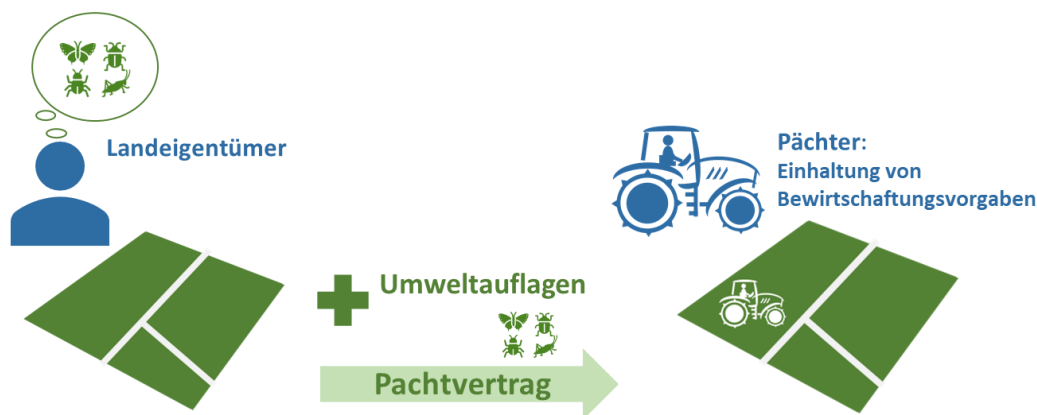 Landeigentümer
Pächter:
Einhaltung von
Bewirtschaftungsvorgaben
Umweltauflagen
Pachtvertrag